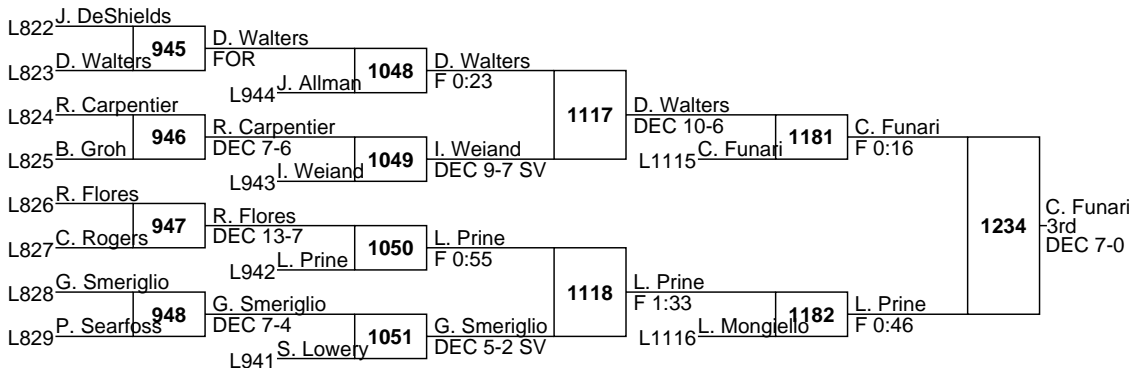 L822 J. DeShields
945
L823 D. Walters
D. Walters
FOR
L944 J. Allman
1048
D. Walters
F 0:23
L824 R. Carpentier
946
L825 B. Groh
R. Carpentier
DEC 7-6
L943 I. Weiand
1049
I. Weiand
DEC 9-7 SV
1117
D. Walters
DEC 10-6
L1115 C. Funari
1181
C. Funari
F 0:16
L826 R. Flores
947
L827 C. Rogers
R. Flores
DEC 13-7
L942 L. Prine
1050
L. Prine
F 0:55
L828 G. Smeriglio
948
L829 P. Searfoss
G. Smeriglio
DEC 7-4
L941 S. Lowery
1051
G. Smeriglio
DEC 5-2 SV
1118
L. Prine
F 1:33
L1116 L. Mongiello
1182
L. Prine
F 0:46
1234
C. Funari
3rd
DEC 7-0